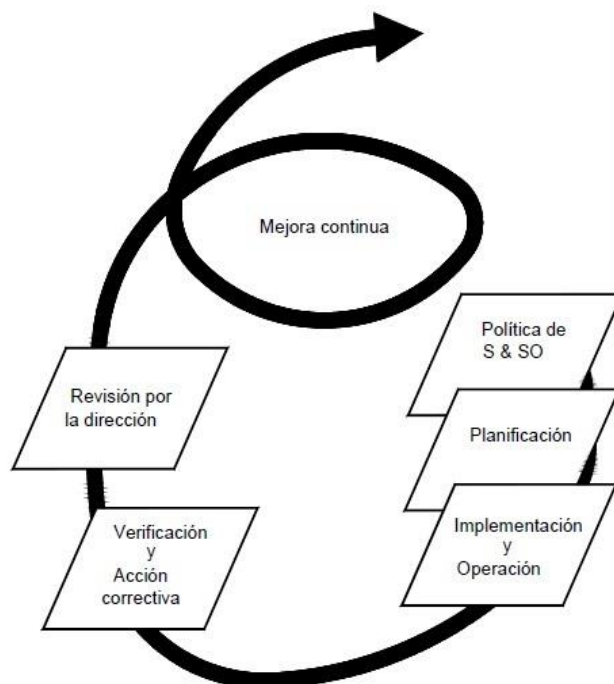 Mejora continua
Política de
S & SO
Planificación
Implementación
y
Operación
Verificación
y
Acción
correctiva
Revisión por
la dirección